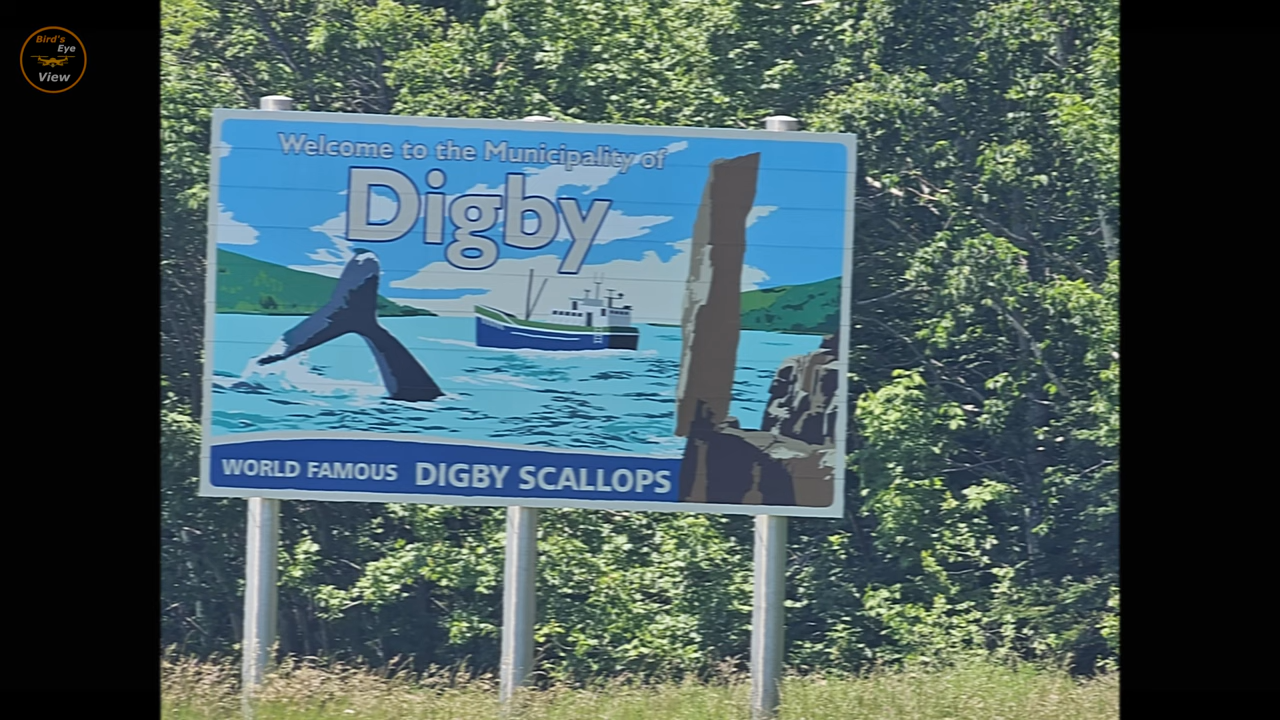 Bird's
Eye
View
Welcome to the Municipality of
Digby
WORLD FAMOUS DIGBY SCALLOPS